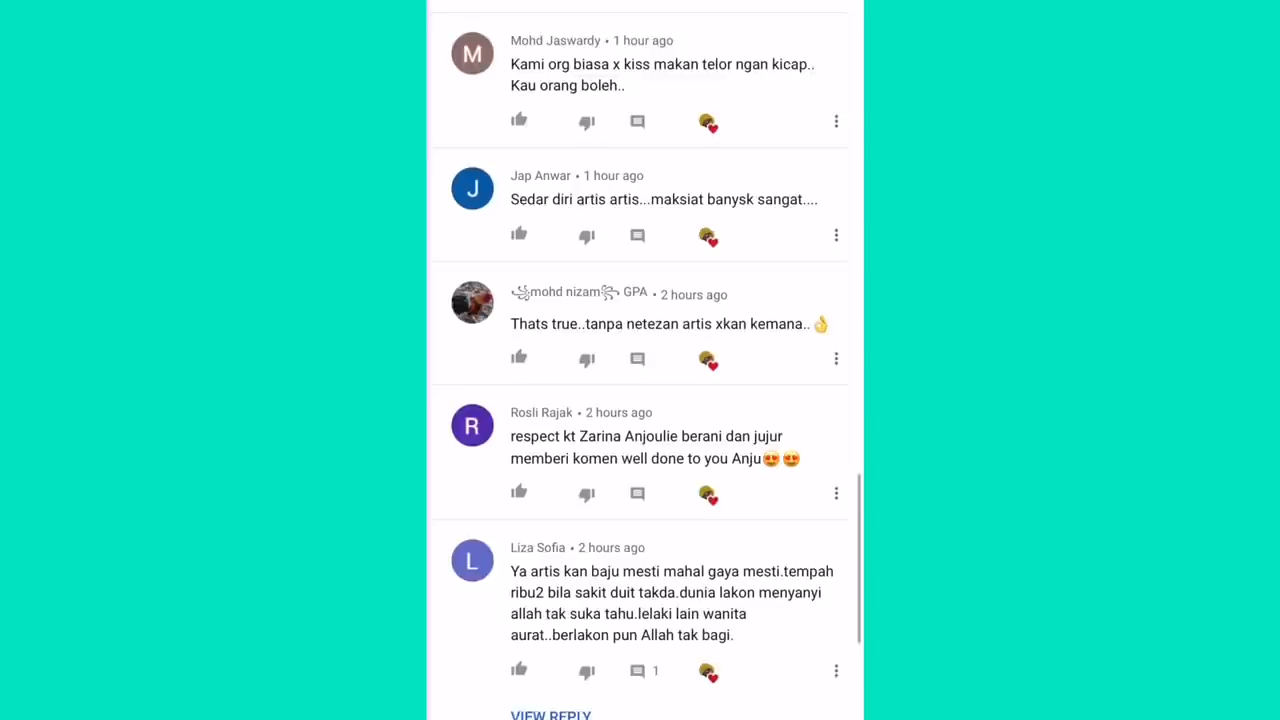 Mohd Jaswardy • 1 hour ago
Kami org biasa x kiss makan telor ngan kicap..
Kau orang boleh..
Jap Anwar • 1 hour ago
Sedar diri artis artis...maksiat banysk sangat....
꧁mohd nizam꧂ GPA • 2 hours ago
Thats true..tanpa netezan artis xkan kemana..👌
Rosli Rajak • 2 hours ago
respect kt Zarina Anjoulie berani dan jujur
memberi komen well done to you Anju😍😍
Liza Sofia • 2 hours ago
Ya artis kan baju mesti mahal gaya mesti.tempah
ribu2 bila sakit duit takda.dunia lakon menyanyi
allah tak suka tahu.lelaki lain wanita
aurat..berlakon pun Allah tak bagi.
1
VIEW REPLY
M
J
R
L